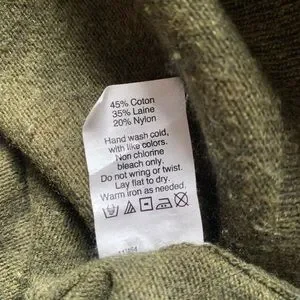 45% Coton
35% Laine
20% Nylon
Hand wash cold,
with like colors.
Non chlorine
bleach only.
Do not wring or twist.
Lay flat to dry.
Warm iron as needed.